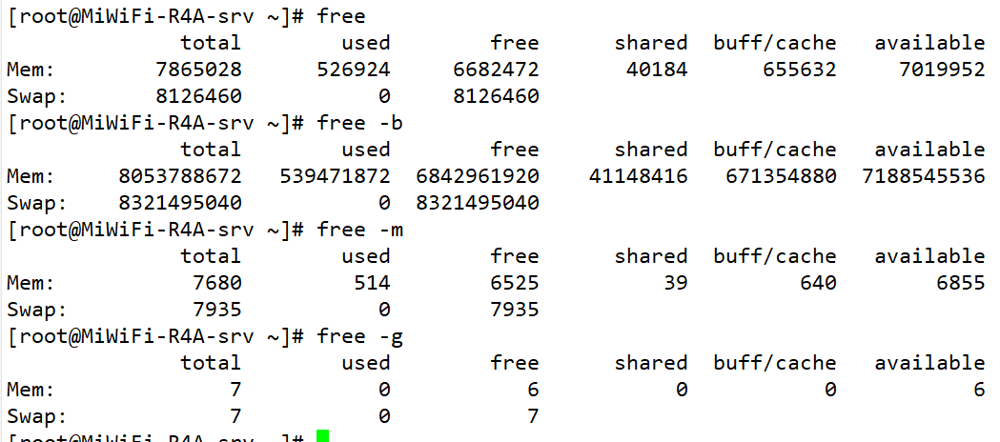 [root@MiWiFi-R4A-srv ~]# free
              total        used        free      shared  buff/cache   available
Mem:        7865028      526924     6682472       40184      655632     7019952
Swap:       8126460           0     8126460
[root@MiWiFi-R4A-srv ~]# free -b
              total        used        free      shared  buff/cache   available
Mem:     8053788672   539471872  6842961920    41148416   671354880  7188545536
Swap:    8321495040           0  8321495040
[root@MiWiFi-R4A-srv ~]# free -m
              total        used        free      shared  buff/cache   available
Mem:           7680         514        6525          39         640        6855
Swap:          7935           0        7935
[root@MiWiFi-R4A-srv ~]# free -g
              total        used        free      shared  buff/cache   available
Mem:              7           0           6           0           0           6
Swap:             7           0           7
[root@MiWiFi-R4A-srv ~]#